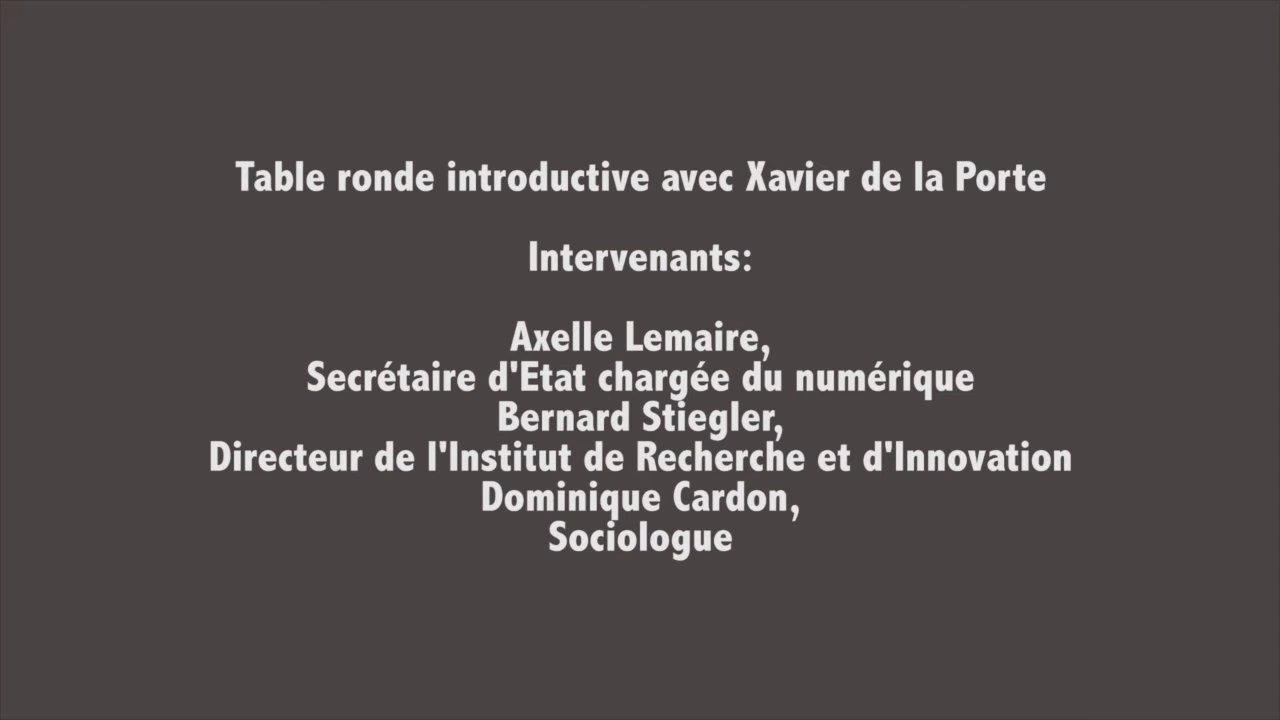 Table ronde introductive avec Xavier de la Porte
Intervenants:
Axelle Lemaire,
Secrétaire d'Etat chargée du numérique
Bernard Stiegler,
Directeur de l'Institut de Recherche et d'Innovation
Dominique Cardon,
Sociologue